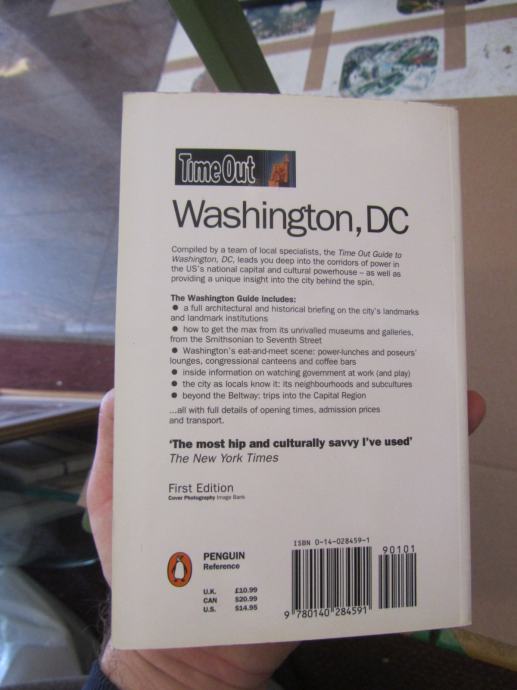 Time Out
Washington, DC
Compiled by a team of local specialists, the Time Out Guide to
Washington, DC, leads you deep into the corridors of power in
the US's national capital and cultural powerhouse – as well as
providing a unique insight into the city behind the spin.
The Washington Guide includes:
● a full architectural and historical briefing on the city's landmarks
and landmark institutions
● how to get the max from its unrivalled museums and galleries,
from the Smithsonian to Seventh Street
● Washington's eat-and-meet scene: power-lunches and poseurs'
lounges, congressional canteens and coffee bars
● inside information on watching government at work (and play)
● the city as locals know it: its neighbourhoods and subcultures
● beyond the Beltway: trips into the Capital Region
...all with full details of opening times, admission prices
and transport.
'The most hip and culturally savvy I've used'
The New York Times
First Edition
Cover Photography Image Bank
ISBN 0-14-028459-1
90101
PENGUIN
Reference
U.K. £10.99
CAN $20.99
U.S. $14.95
9 780140 284591